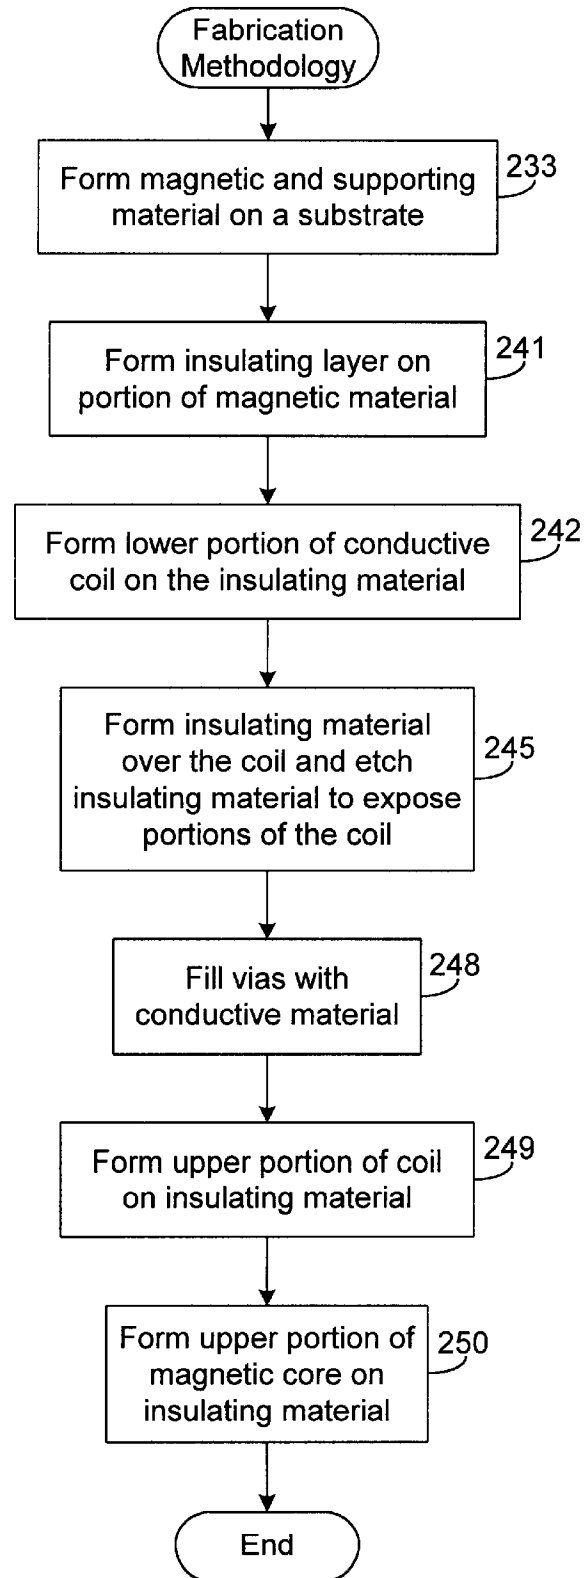 Fabrication
Methodology
Form magnetic and supporting
material on a substrate
233
Form insulating layer on
portion of magnetic material
241
Form lower portion of conductive
coil on the insulating material
242
Form insulating material
over the coil and etch
insulating material to expose
portions of the coil
245
Fill vias with
conductive material
248
Form upper portion of coil
on insulating material
249
Form upper portion of
magnetic core on
insulating material
250
End